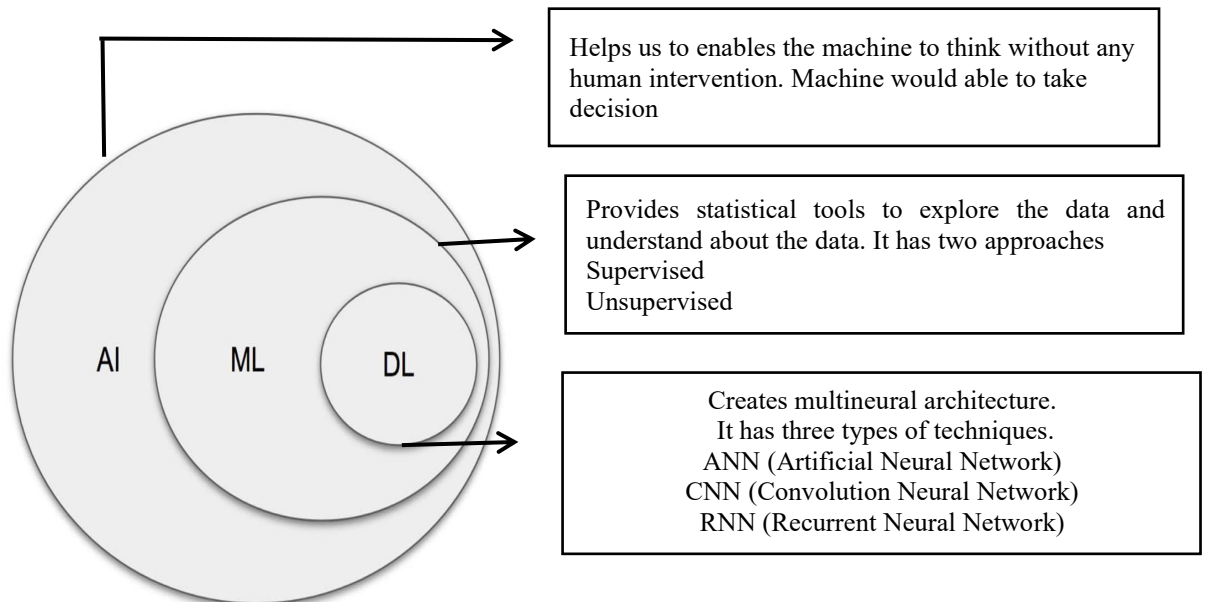 Helps us to enables the machine to think without any
human intervention. Machine would able to take
decision
Provides statistical tools to explore the data and
understand about the data. It has two approaches
Supervised
Unsupervised
AI
ML
DL
Creates multineural architecture.
It has three types of techniques.
ANN (Artificial Neural Network)
CNN (Convolution Neural Network)
RNN (Recurrent Neural Network)